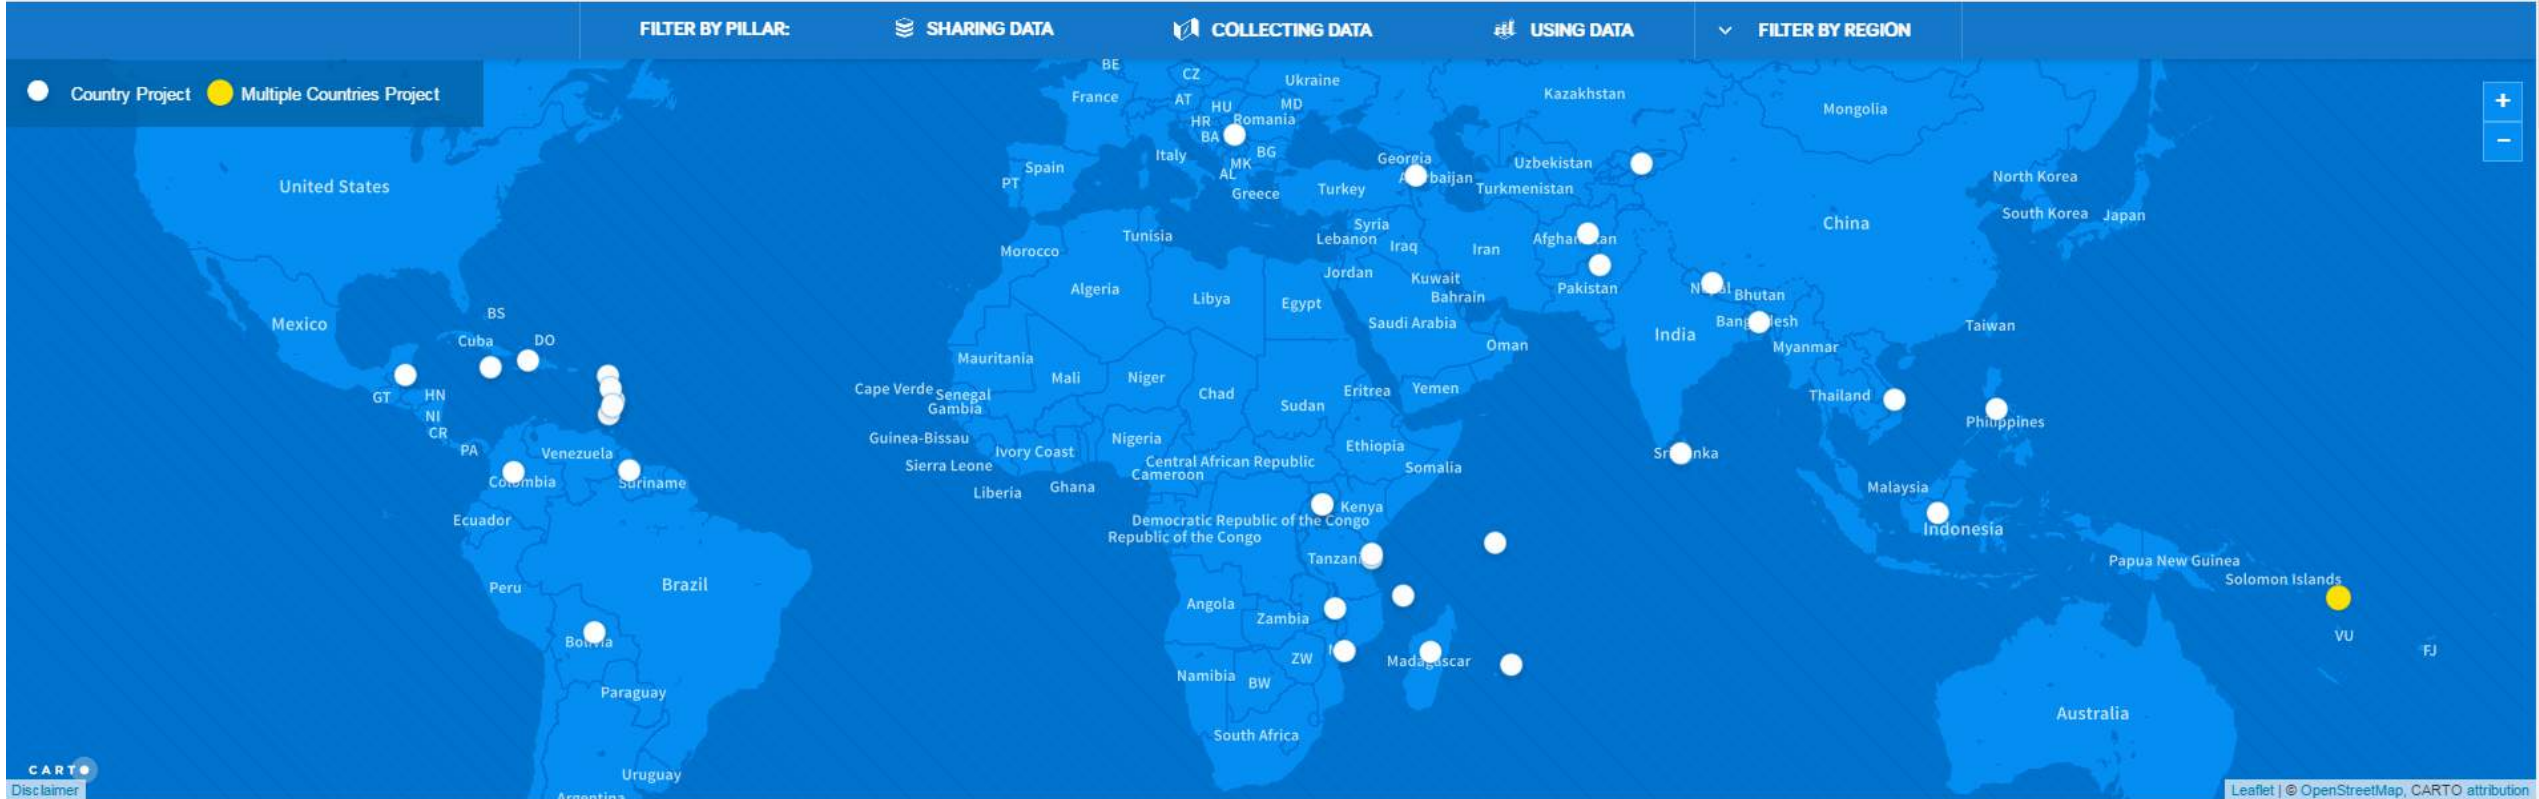 FILTER BY PILLAR: SHARING DATA COLLECTING DATA USING DATA FILTER BY REGION
Country Project Multiple Countries Project
+
−
BE
CZ
Ukraine
France
AT
HU
MD
Kazakhstan
Mongolia
HR
Romania
BA
Italy
BG
MK
AL
Spain
PT
Greece
Turkey
Georgia
Uzbekistan
Turkmenistan
United States
North Korea
South Korea
Japan
China
Syria
Lebanon
Iraq
Iran
Tunisia
Morocco
Jordan
Kuwait
Bahrain
Pakistan
Bhutan
Algeria
Libya
Egypt
Saudi Arabia
India
Taiwan
BS
Mexico
Cuba
DO
Oman
Myanmar
Mauritania
Mali
Niger
Chad
Sudan
Eritrea
Yemen
Cape Verde
Senegal
Gambia
Thailand
GT
HN
NI
CR
PA
Philippines
Guinea-Bissau
Sierra Leone
Ivory Coast
Nigeria
Ethiopia
Central African Republic
Cameroon
Somalia
Liberia
Ghana
Venezuela
Colombia
Suriname
Malaysia
Ecuador
Kenya
Democratic Republic of the Congo
Republic of the Congo
Indonesia
Tanzani
Papua New Guinea
Solomon Islands
Peru
Brazil
Angola
Zambia
VU
FJ
Bolivia
ZW
Madagascar
Namibia
BW
Paraguay
Australia
South Africa
Uruguay
Argentina
CARTO
Disclaimer
Leaflet | © OpenStreetMap, CARTO attribution